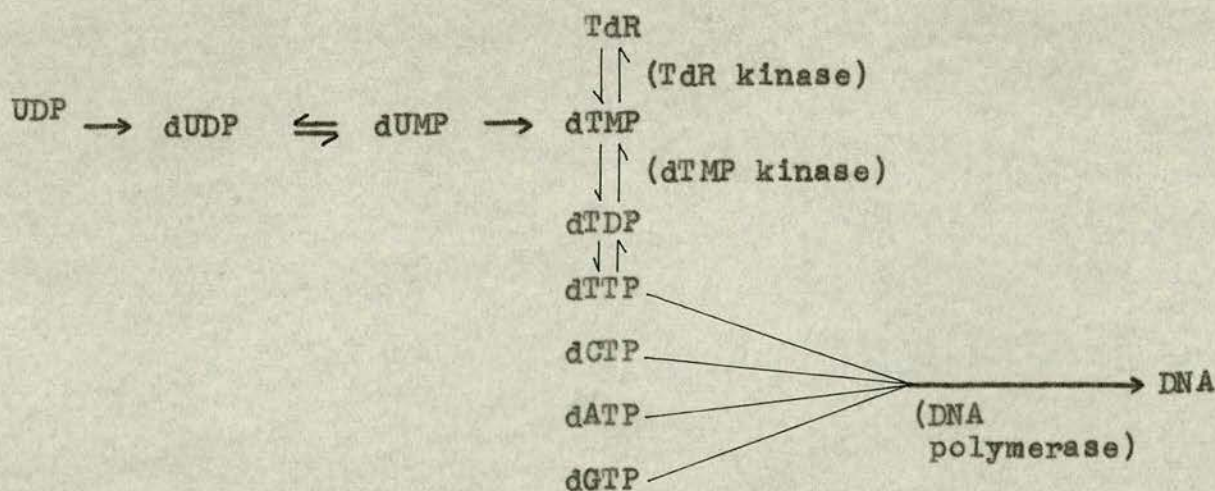 TdR
(TdR kinase)
UDP → dUDP ⇌ dUMP → dTMP
(dTMP kinase)
dTDP
dTTP
dCTP
DNA
dATP
(DNA
polymerase)
dGTP